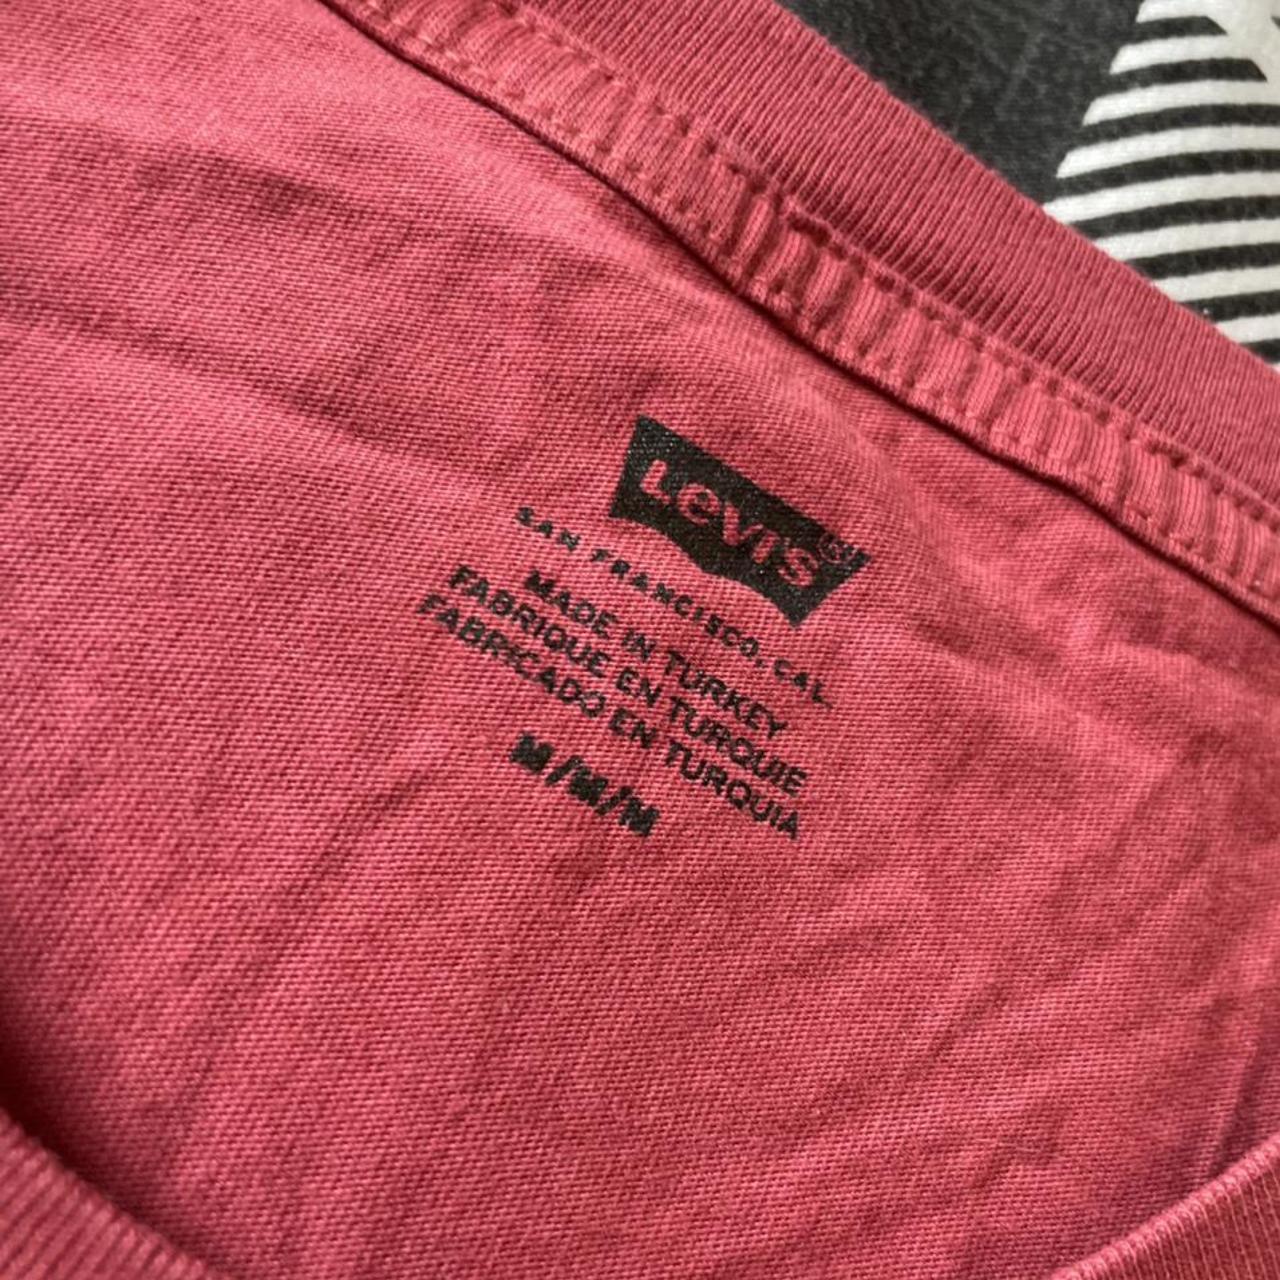 Levi's®
SAN FRANCISCO, CAL.
MADE IN TURKEY
FABRIQUE EN TURQUIE
FABRICADO EN TURQUIA
M/M/M